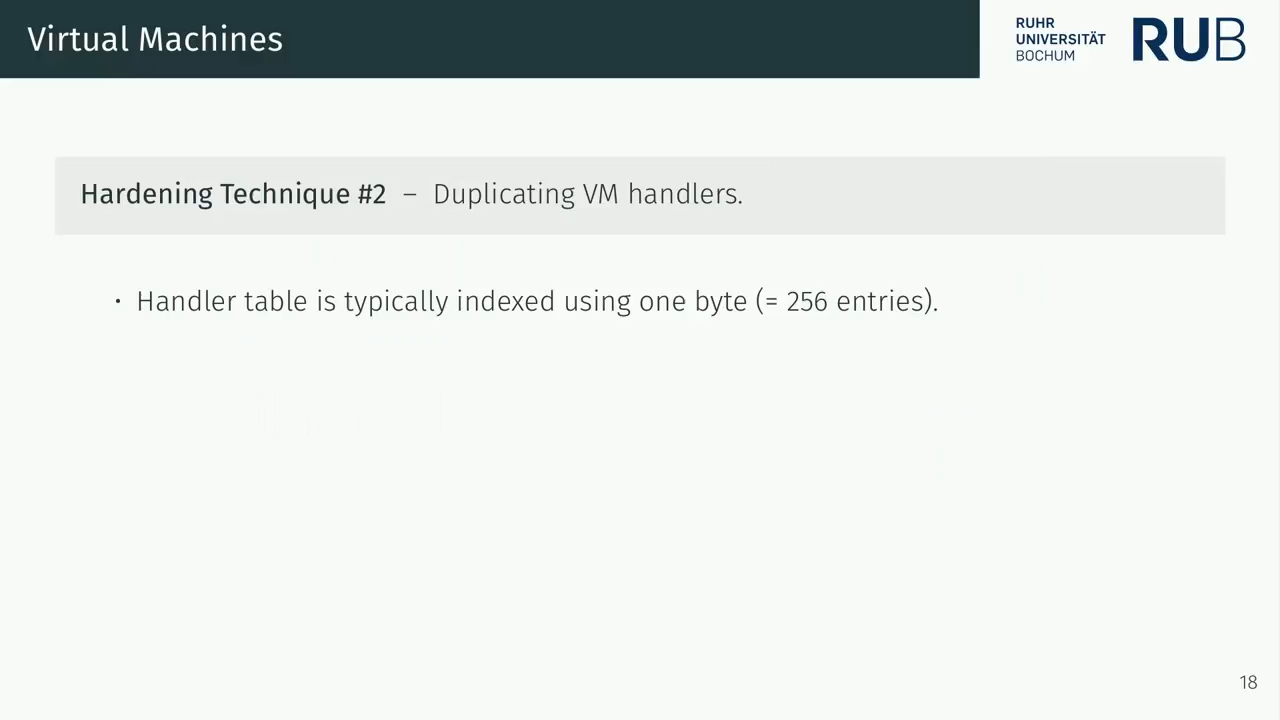 Virtual Machines
RUHR
UNIVERSITÄT
BOCHUM
RUB
Hardening Technique #2 – Duplicating VM handlers.
· Handler table is typically indexed using one byte (= 256 entries).
18